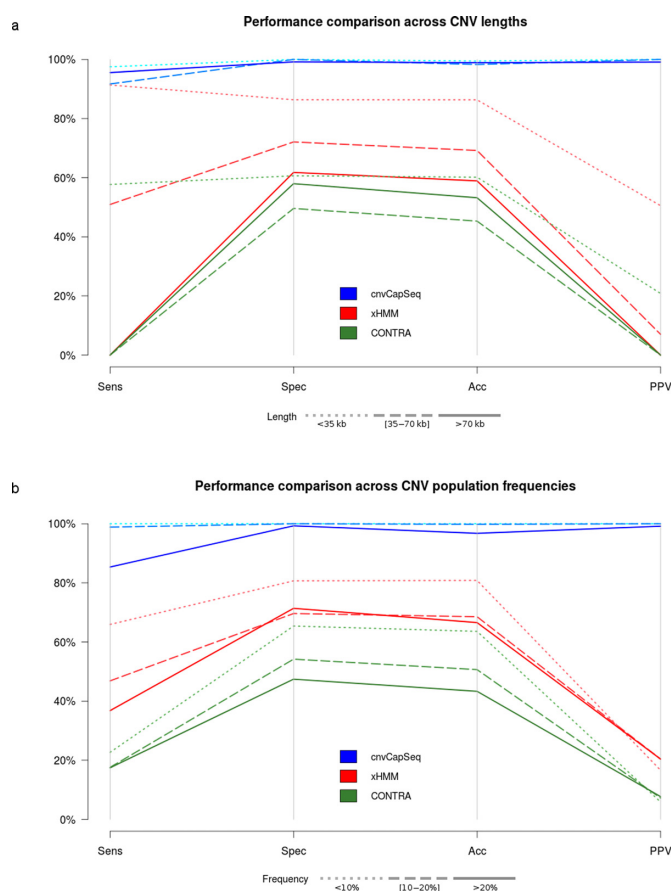 a
Performance comparison across CNV lengths
100%
80%
60%
40%
20%
0%
cnvCapSeq
xHMM
CONTRA
Sens Spec Acc PPV
Length
<35 kb [35−70 kb] >70 kb
b
Performance comparison across CNV population frequencies
100%
80%
60%
40%
20%
0%
cnvCapSeq
xHMM
CONTRA
Sens Spec Acc PPV
Frequency
<10% [10−20%] >20%